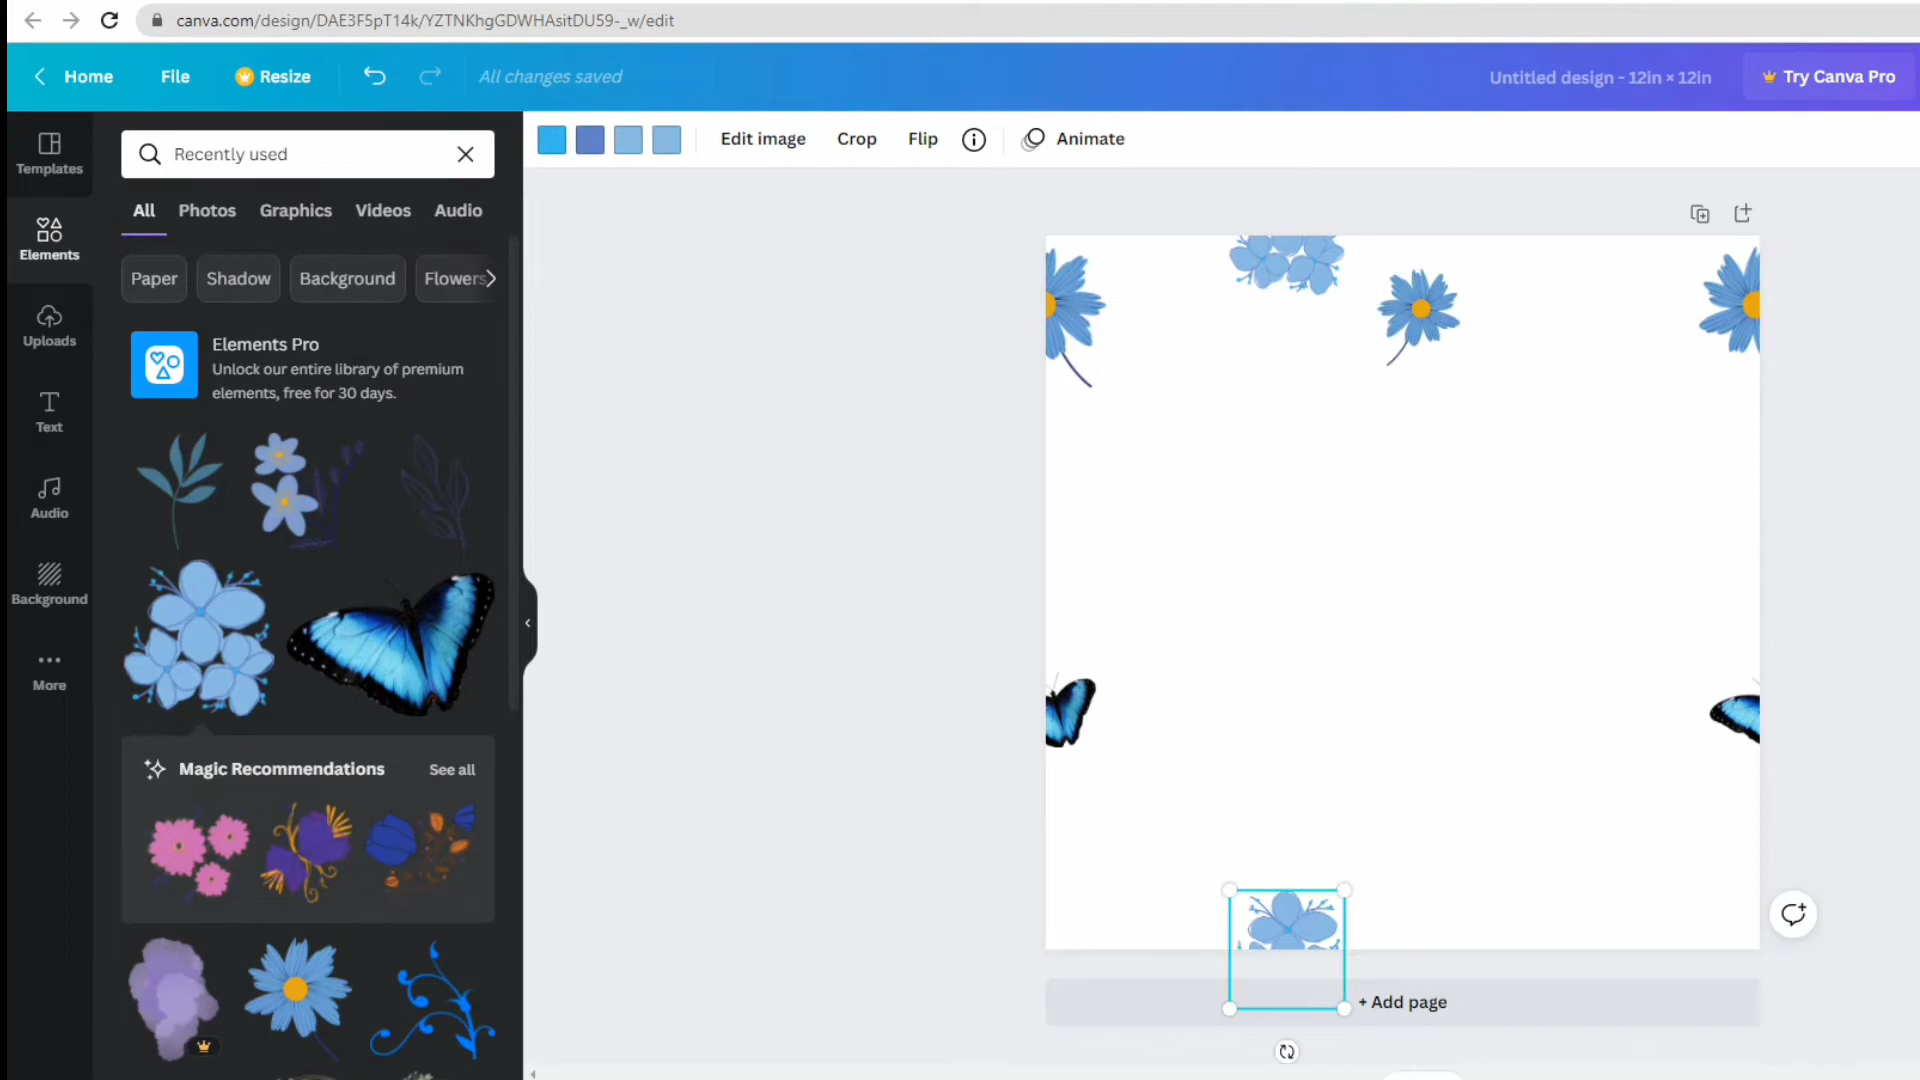 canva.com/design/DAE3F5pT14k/YZTNKhgGDWHAsitDU59-_w/edit
Home File Resize All changes saved Untitled design - 12in × 12in Try Canva Pro
Templates
Elements
Uploads
Text
Audio
Background
More
Recently used
All Photos Graphics Videos Audio
Paper Shadow Background Flowers
Elements Pro
Unlock our entire library of premium
elements, free for 30 days.
Magic Recommendations See all
Edit image Crop Flip Animate
+ Add page